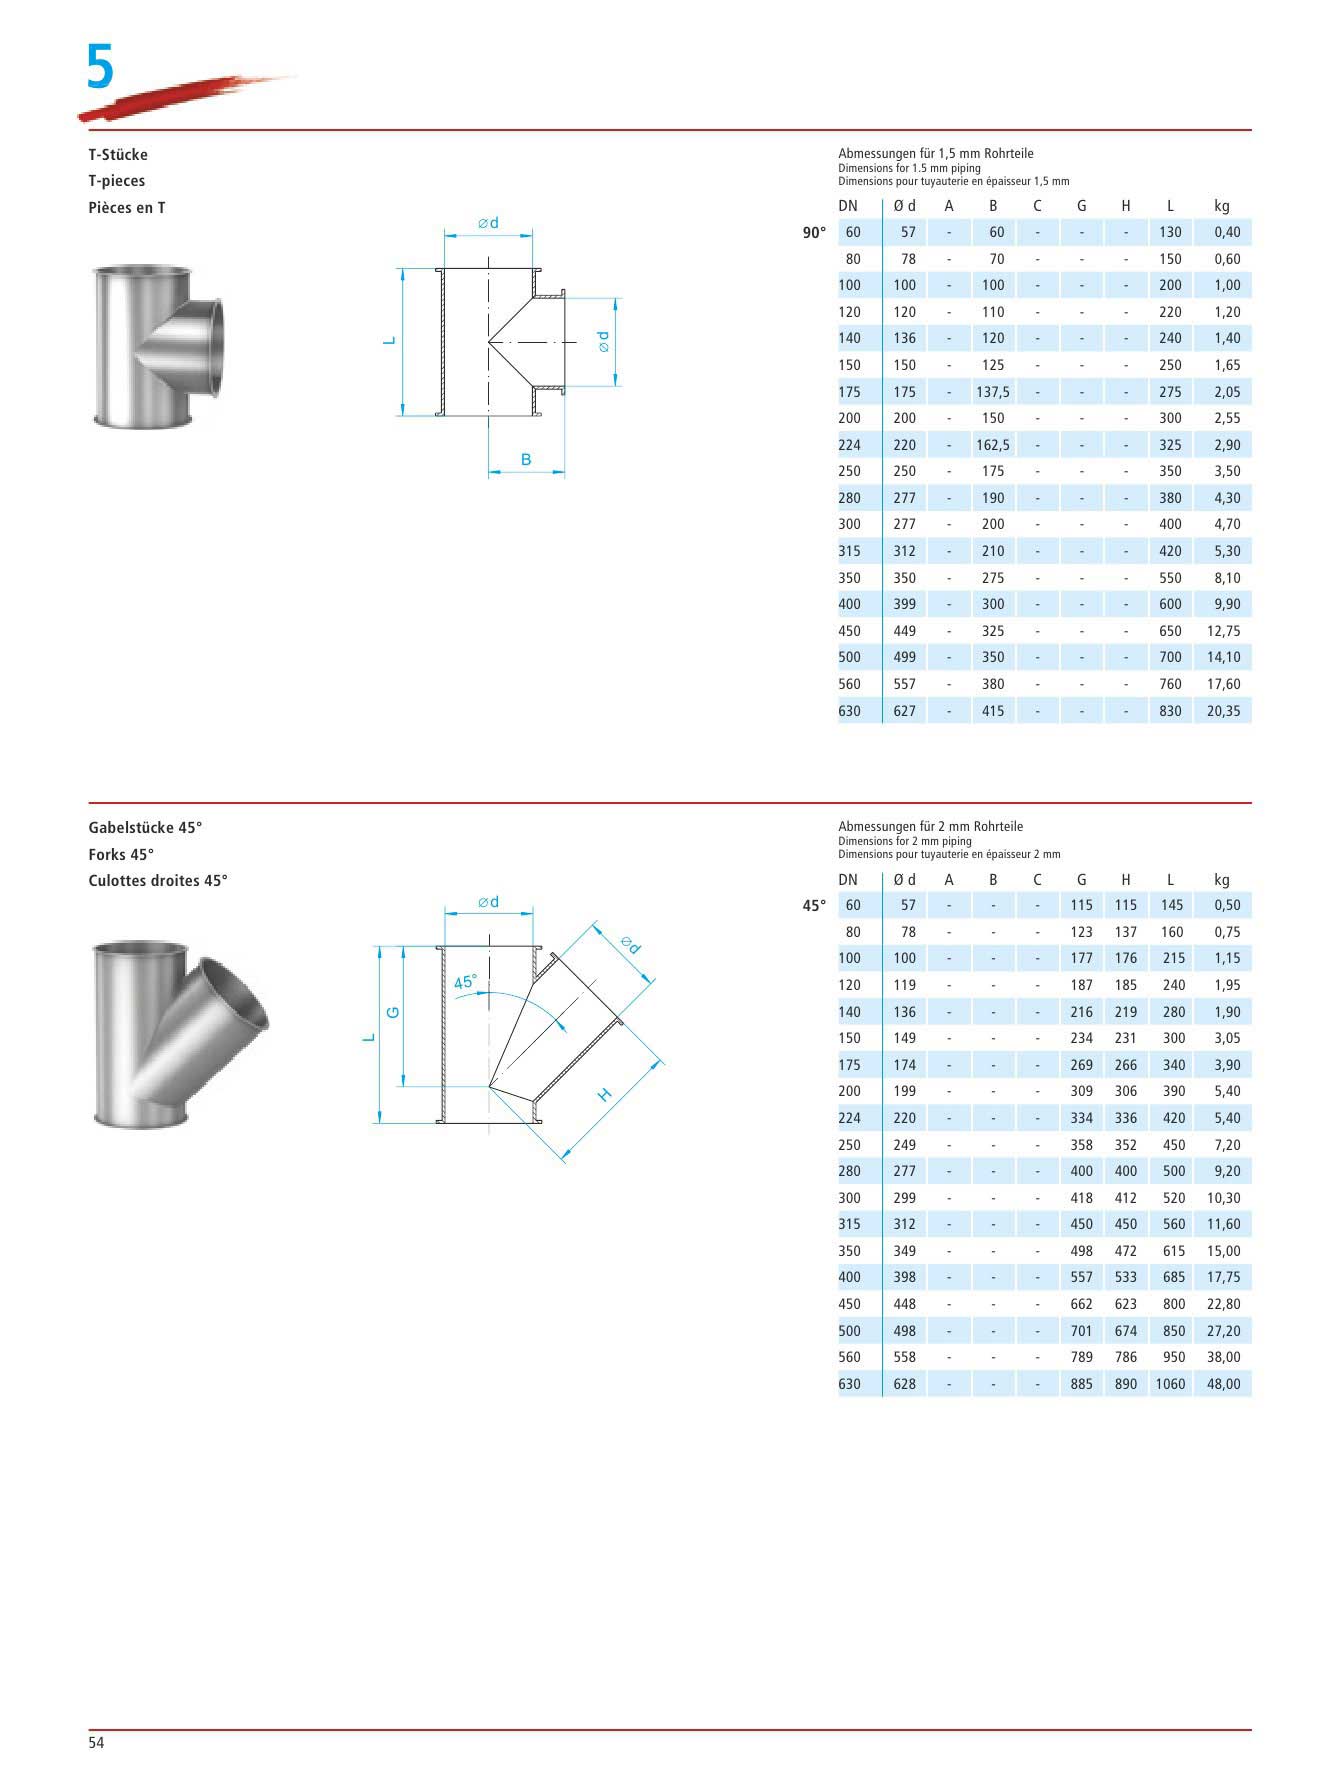 5
T-Stücke
T-pieces
Pièces en T
Ød
L
Ød
B
Abmessungen für 1,5 mm Rohrteile
Dimensions for 1.5 mm piping
Dimensions pour tuyauterie en épaisseur 1,5 mm
DN Ø d A B C G H L kg
90° 60 57 - 60 - - - 130 0,40
80 78 - 70 - - - 150 0,60
100 100 - 100 - - - 200 1,00
120 120 - 110 - - - 220 1,20
140 136 - 120 - - - 240 1,40
150 150 - 125 - - - 250 1,65
175 175 - 137,5 - - - 275 2,05
200 200 - 150 - - - 300 2,55
224 220 - 162,5 - - - 325 2,90
250 250 - 175 - - - 350 3,50
280 277 - 190 - - - 380 4,30
300 277 - 200 - - - 400 4,70
315 312 - 210 - - - 420 5,30
350 350 - 275 - - - 550 8,10
400 399 - 300 - - - 600 9,90
450 449 - 325 - - - 650 12,75
500 499 - 350 - - - 700 14,10
560 557 - 380 - - - 760 17,60
630 627 - 415 - - - 830 20,35
Gabelstücke 45°
Forks 45°
Culottes droites 45°
Ød
Ød
45°
G
L
H
Abmessungen für 2 mm Rohrteile
Dimensions for 2 mm piping
Dimensions pour tuyauterie en épaisseur 2 mm
DN Ø d A B C G H L kg
45° 60 57 - - - 115 115 145 0,50
80 78 - - - 123 137 160 0,75
100 100 - - - 177 176 215 1,15
120 119 - - - 187 185 240 1,95
140 136 - - - 216 219 280 1,90
150 149 - - - 234 231 300 3,05
175 174 - - - 269 266 340 3,90
200 199 - - - 309 306 390 5,40
224 220 - - - 334 336 420 5,40
250 249 - - - 358 352 450 7,20
280 277 - - - 400 400 500 9,20
300 299 - - - 418 412 520 10,30
315 312 - - - 450 450 560 11,60
350 349 - - - 498 472 615 15,00
400 398 - - - 557 533 685 17,75
450 448 - - - 662 623 800 22,80
500 498 - - - 701 674 850 27,20
560 558 - - - 789 786 950 38,00
630 628 - - - 885 890 1060 48,00
54